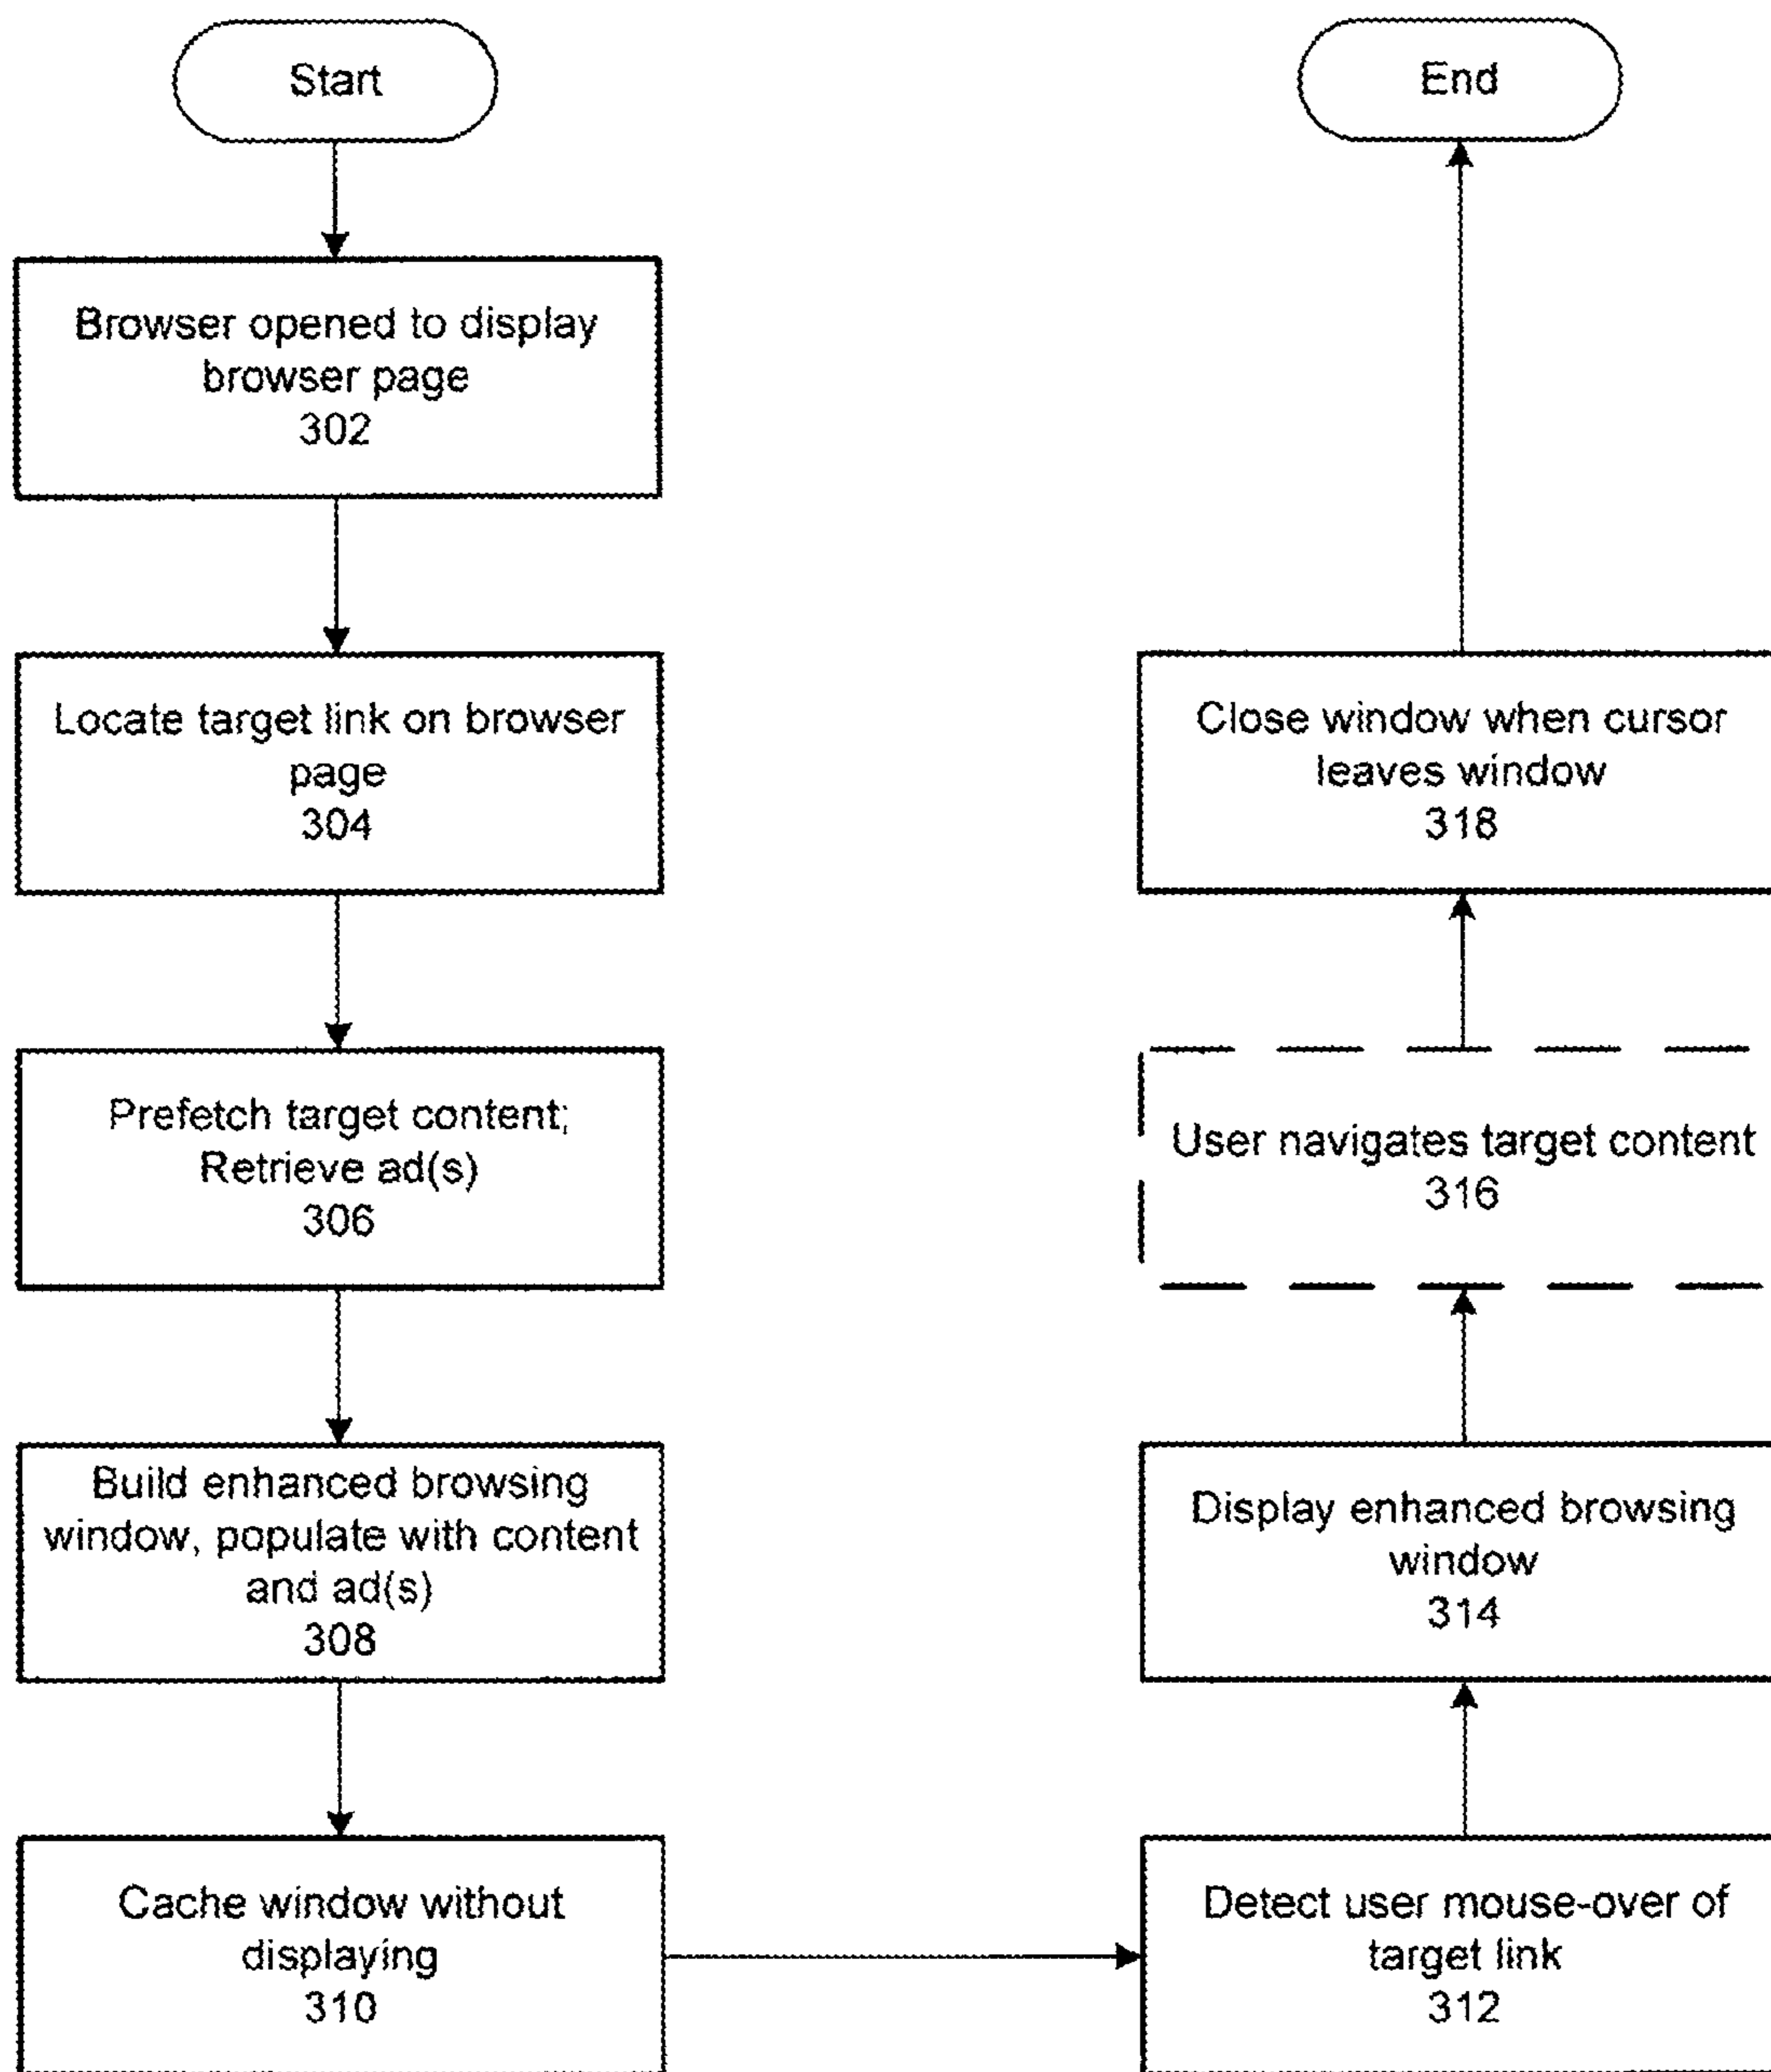 Start
Browser opened to display
browser page
302
Locate target link on browser
page
304
Prefetch target content;
Retrieve ad(s)
306
Build enhanced browsing
window, populate with content
and ad(s)
308
Cache window without
displaying
310
Detect user mouse-over of
target link
312
Display enhanced browsing
window
314
User navigates target content
316
Close window when cursor
leaves window
318
End